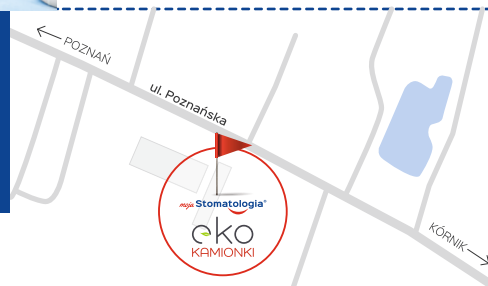 POZNAŃ
ul. Poznańska
moja Stomatologia®
eko
KAMIONKI
KÓRNIK